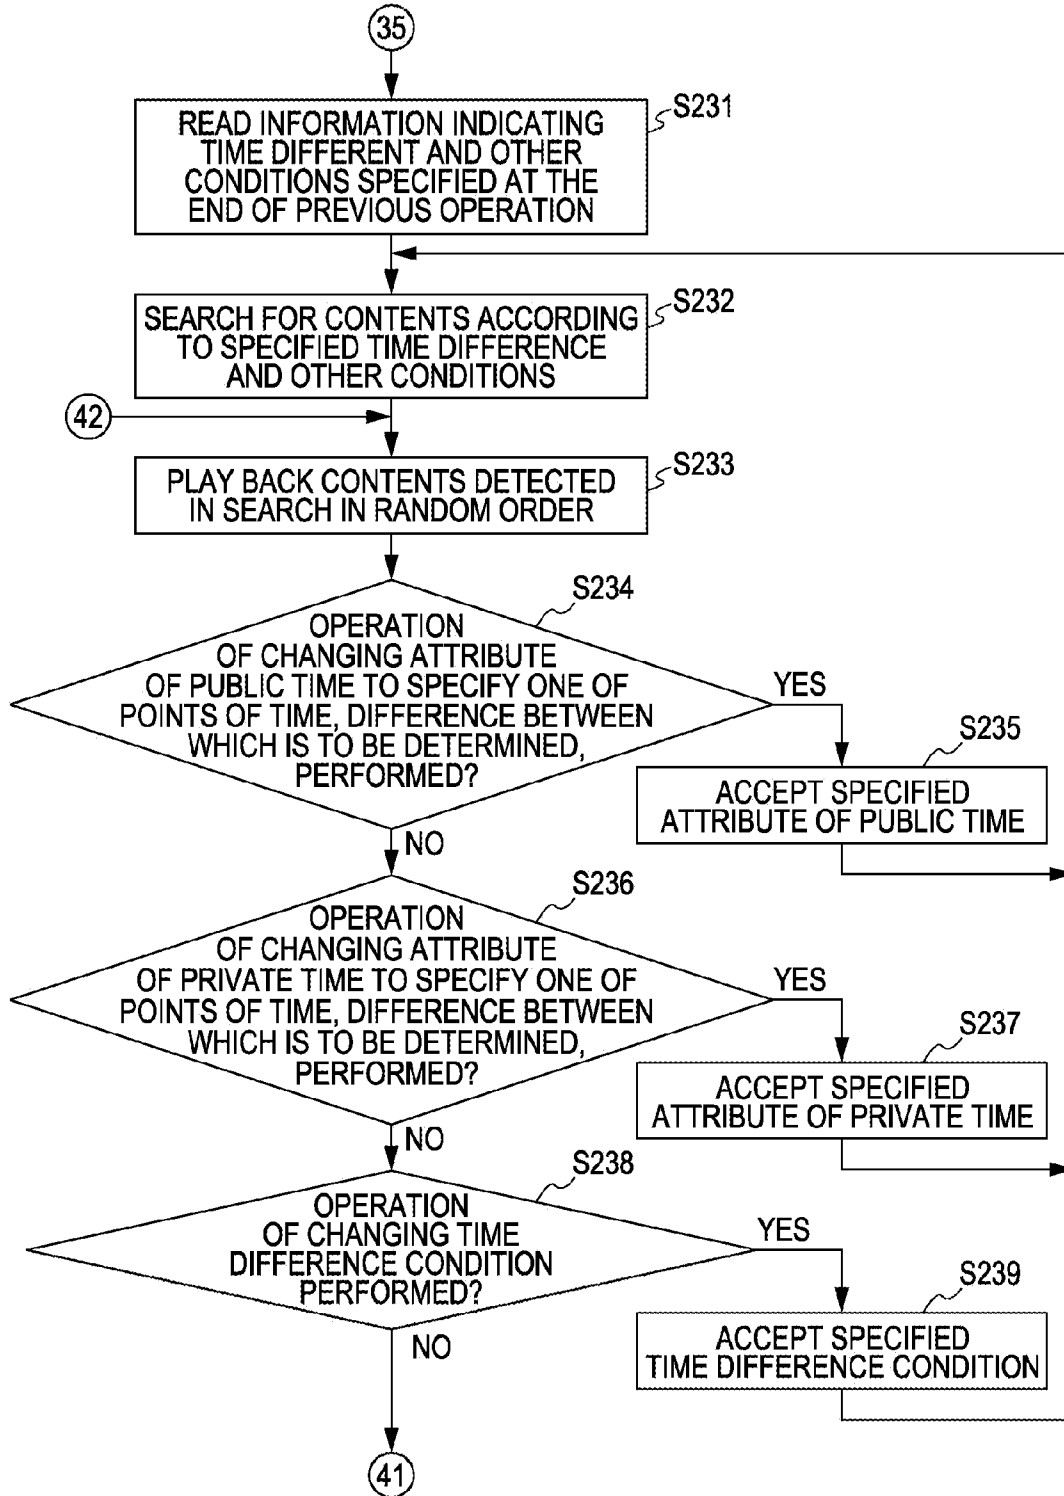 35
S231
READ INFORMATION INDICATING
TIME DIFFERENT AND OTHER
CONDITIONS SPECIFIED AT THE
END OF PREVIOUS OPERATION
S232
SEARCH FOR CONTENTS ACCORDING
TO SPECIFIED TIME DIFFERENCE
AND OTHER CONDITIONS
42
S233
PLAY BACK CONTENTS DETECTED
IN SEARCH IN RANDOM ORDER
S234
OPERATION
OF CHANGING ATTRIBUTE
OF PUBLIC TIME TO SPECIFY ONE OF
POINTS OF TIME, DIFFERENCE BETWEEN
WHICH IS TO BE DETERMINED,
PERFORMED?
YES
S235
ACCEPT SPECIFIED
ATTRIBUTE OF PUBLIC TIME
NO
S236
OPERATION
OF CHANGING ATTRIBUTE
OF PRIVATE TIME TO SPECIFY ONE OF
POINTS OF TIME, DIFFERENCE BETWEEN
WHICH IS TO BE DETERMINED,
PERFORMED?
YES
S237
ACCEPT SPECIFIED
ATTRIBUTE OF PRIVATE TIME
NO
S238
OPERATION
OF CHANGING TIME
DIFFERENCE CONDITION
PERFORMED?
YES
S239
ACCEPT SPECIFIED
TIME DIFFERENCE CONDITION
NO
41